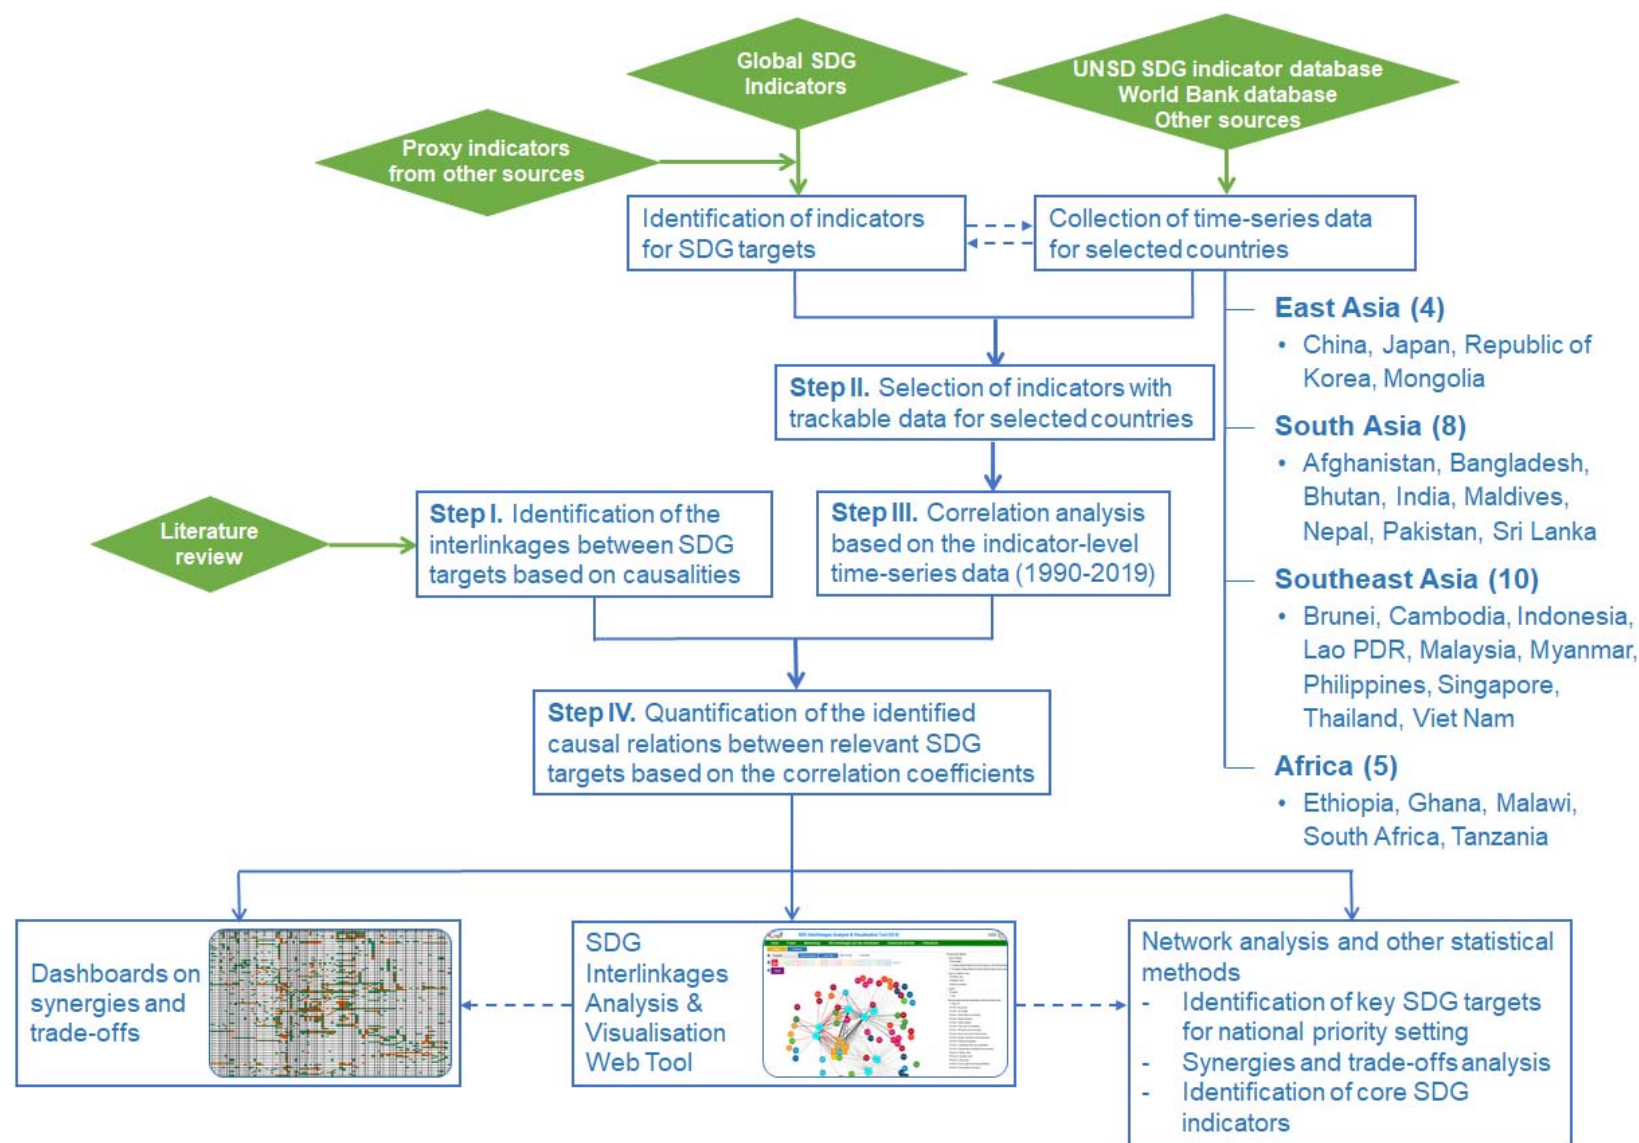 Global SDG
Indicators
UNSD SDG indicator database
World Bank database
Other sources
Proxy indicators
from other sources
Identification of indicators
for SDG targets
Collection of time-series data
for selected countries
East Asia (4)
• China, Japan, Republic of
Korea, Mongolia
South Asia (8)
• Afghanistan, Bangladesh,
Bhutan, India, Maldives,
Nepal, Pakistan, Sri Lanka
Southeast Asia (10)
• Brunei, Cambodia, Indonesia,
Lao PDR, Malaysia, Myanmar,
Philippines, Singapore,
Thailand, Viet Nam
Africa (5)
• Ethiopia, Ghana, Malawi,
South Africa, Tanzania
Step II. Selection of indicators with
trackable data for selected countries
Literature
review
Step I. Identification of the
interlinkages between SDG
targets based on causalities
Step III. Correlation analysis
based on the indicator-level
time-series data (1990-2019)
Step IV. Quantification of the identified
causal relations between relevant SDG
targets based on the correlation coefficients
Dashboards on
synergies and
trade-offs
SDG
Interlinkages
Analysis &
Visualisation
Web Tool
Network analysis and other statistical
methods
- Identification of key SDG targets
for national priority setting
- Synergies and trade-offs analysis
- Identification of core SDG
indicators